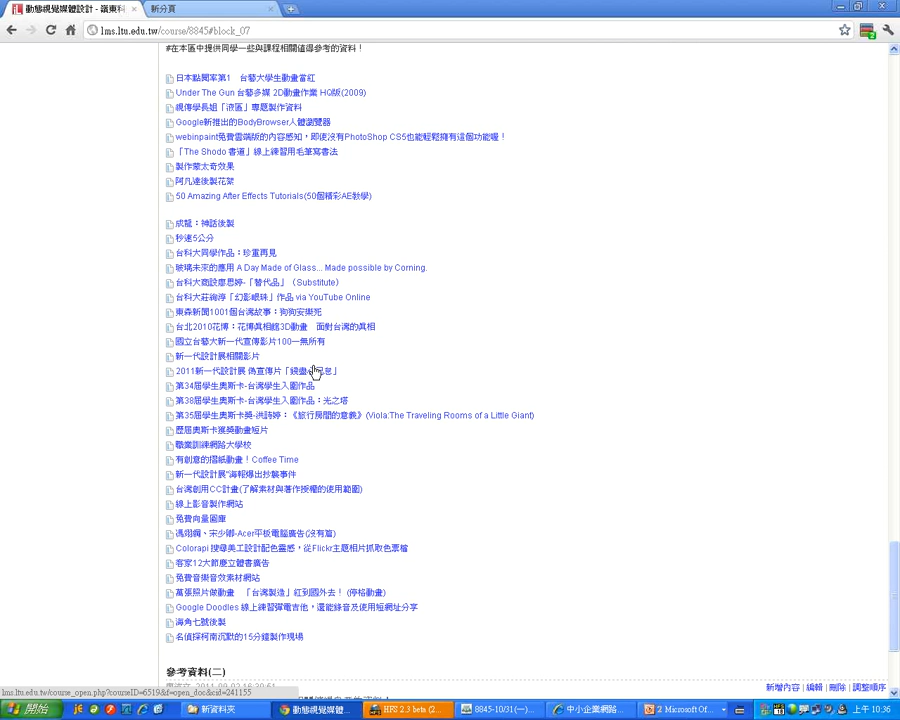 動態視覺媒體設計 - 嶺東科
新分頁
lms.ltu.edu.tw/course/8845#block_07
#在本區中提供同學一些與課程相關值得參考的資料！
日本點閱率第1 台藝大學生動畫當紅
Under The Gun 台藝多媒 2D動畫作業 HQ版(2009)
視傳學長姐「液區」專題製作資料
Google新推出的BodyBrowser人體瀏覽器
webinpaint免費雲端版的內容感知，即使沒有PhotoShop CS5也能輕鬆擁有這個功能喔！
「The Shodo 書道」線上練習用毛筆寫書法
製作蒙太奇效果
阿凡達後製花絮
50 Amazing After Effects Tutorials(50個精彩AE教學)
成龍：神話後製
秒速5公分
台科大同學作品：珍重再見
玻璃未來的應用 A Day Made of Glass... Made possible by Corning.
台科大商設廖思婷-「替代品」（Substitute）
台科大莊絢淳「幻影眼珠」作品 via YouTube Online
東森新聞1001個台灣故事：狗狗安樂死
台北2010花博：花博真相館3D動畫 面對台灣的真相
國立台藝大新一代宣傳影片100一無所有
新一代設計展相關影片
2011新一代設計展 偽宣傳片「錢盡 息」
第34屆學生奧斯卡-台灣學生入圍作品
第38屆學生奧斯卡-台灣學生入圍作品：光之塔
第35屆學生奧斯卡獎-洪詩婷：《旅行房間的意義》(Viola:The Traveling Rooms of a Little Giant)
歷屆奧斯卡獲獎動畫短片
職業訓練網路大學校
有創意的摺紙動畫！Coffee Time
新一代設計展"海報爆出抄襲事件
台灣創用CC計畫(了解素材與著作授權的使用範圍)
線上影音製作網站
免費向量圖庫
馮翊綱、宋少卿-Acer平板電腦廣告(沒有篇)
Colorapi 搜尋美工設計配色靈感，從Flickr主題相片抓取色票檔
客家12大節慶立體書廣告
免費音樂音效素材網站
萬張照片做動畫 「台灣製造」紅到國外去！ (停格動畫)
Google Doodles 線上練習彈電吉他，還能錄音及使用短網址分享
海角七號後製
名偵探柯南沉默的15分鐘製作現場
參考資料(二)
新增內容 | 編輯 | 刪除 | 調整順序
lms.ltu.edu.tw/course_open.php?courseID=6519&f=open_doc&cid=241155
開始
新資料夾
動態視覺媒體...
HFS 2.3 beta (2...
8845-10/31(一)...
中小企業網路...
2 Microsoft Of...
上午 10:36